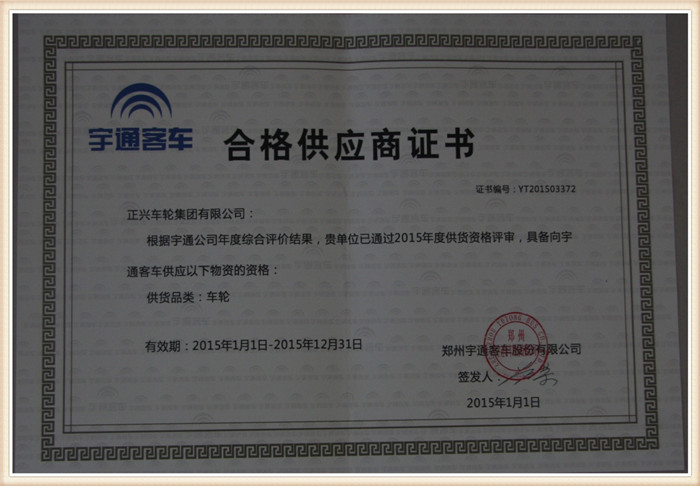 宇通客车
合格供应商证书
证书编号：YT201503372
正兴车轮集团有限公司：
根据宇通公司年度综合评价结果，贵单位已通过2015年度供货资格评审，具备向宇
通客车供应以下物资的资格：
供货品类：车轮
有效期：2015年1月1日-2015年12月31日
郑州宇通客车股份有限公司
签发人：
2015年1月1日